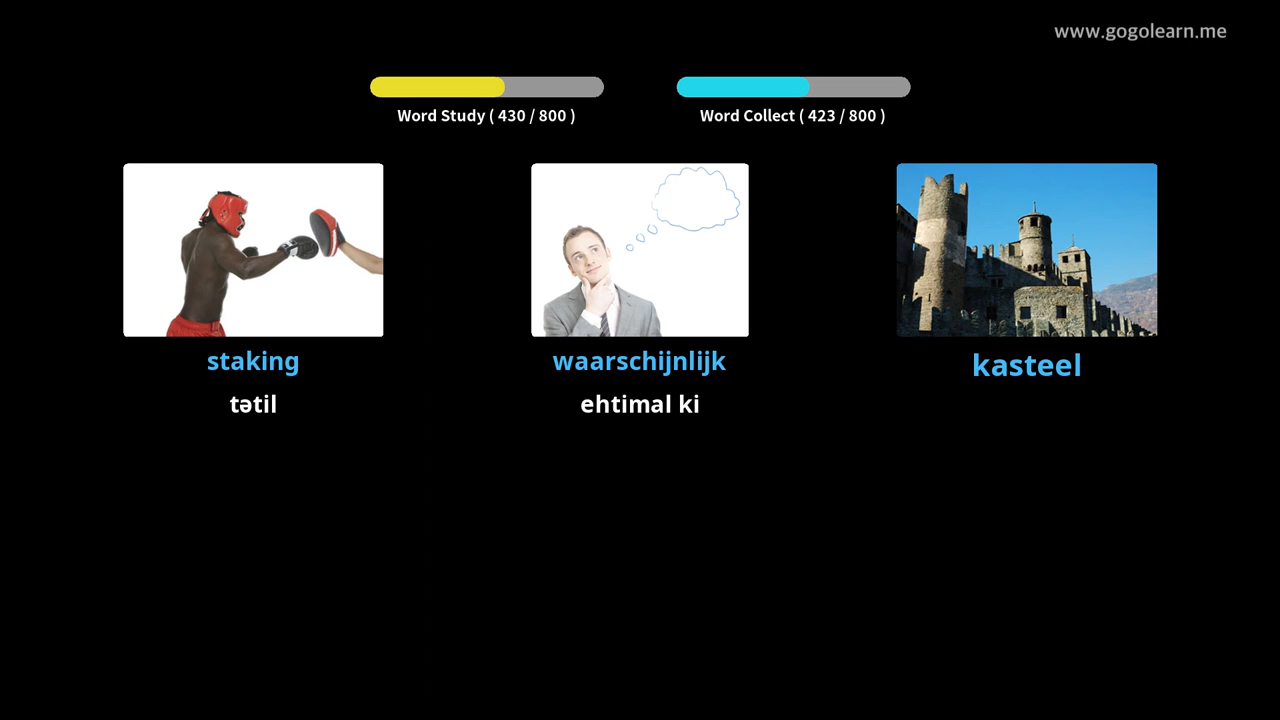 www.gogolearn.me
Word Study ( 430 / 800 )
Word Collect ( 423 / 800 )
staking
waarschijnlijk
kasteel
tətil
ehtimal ki